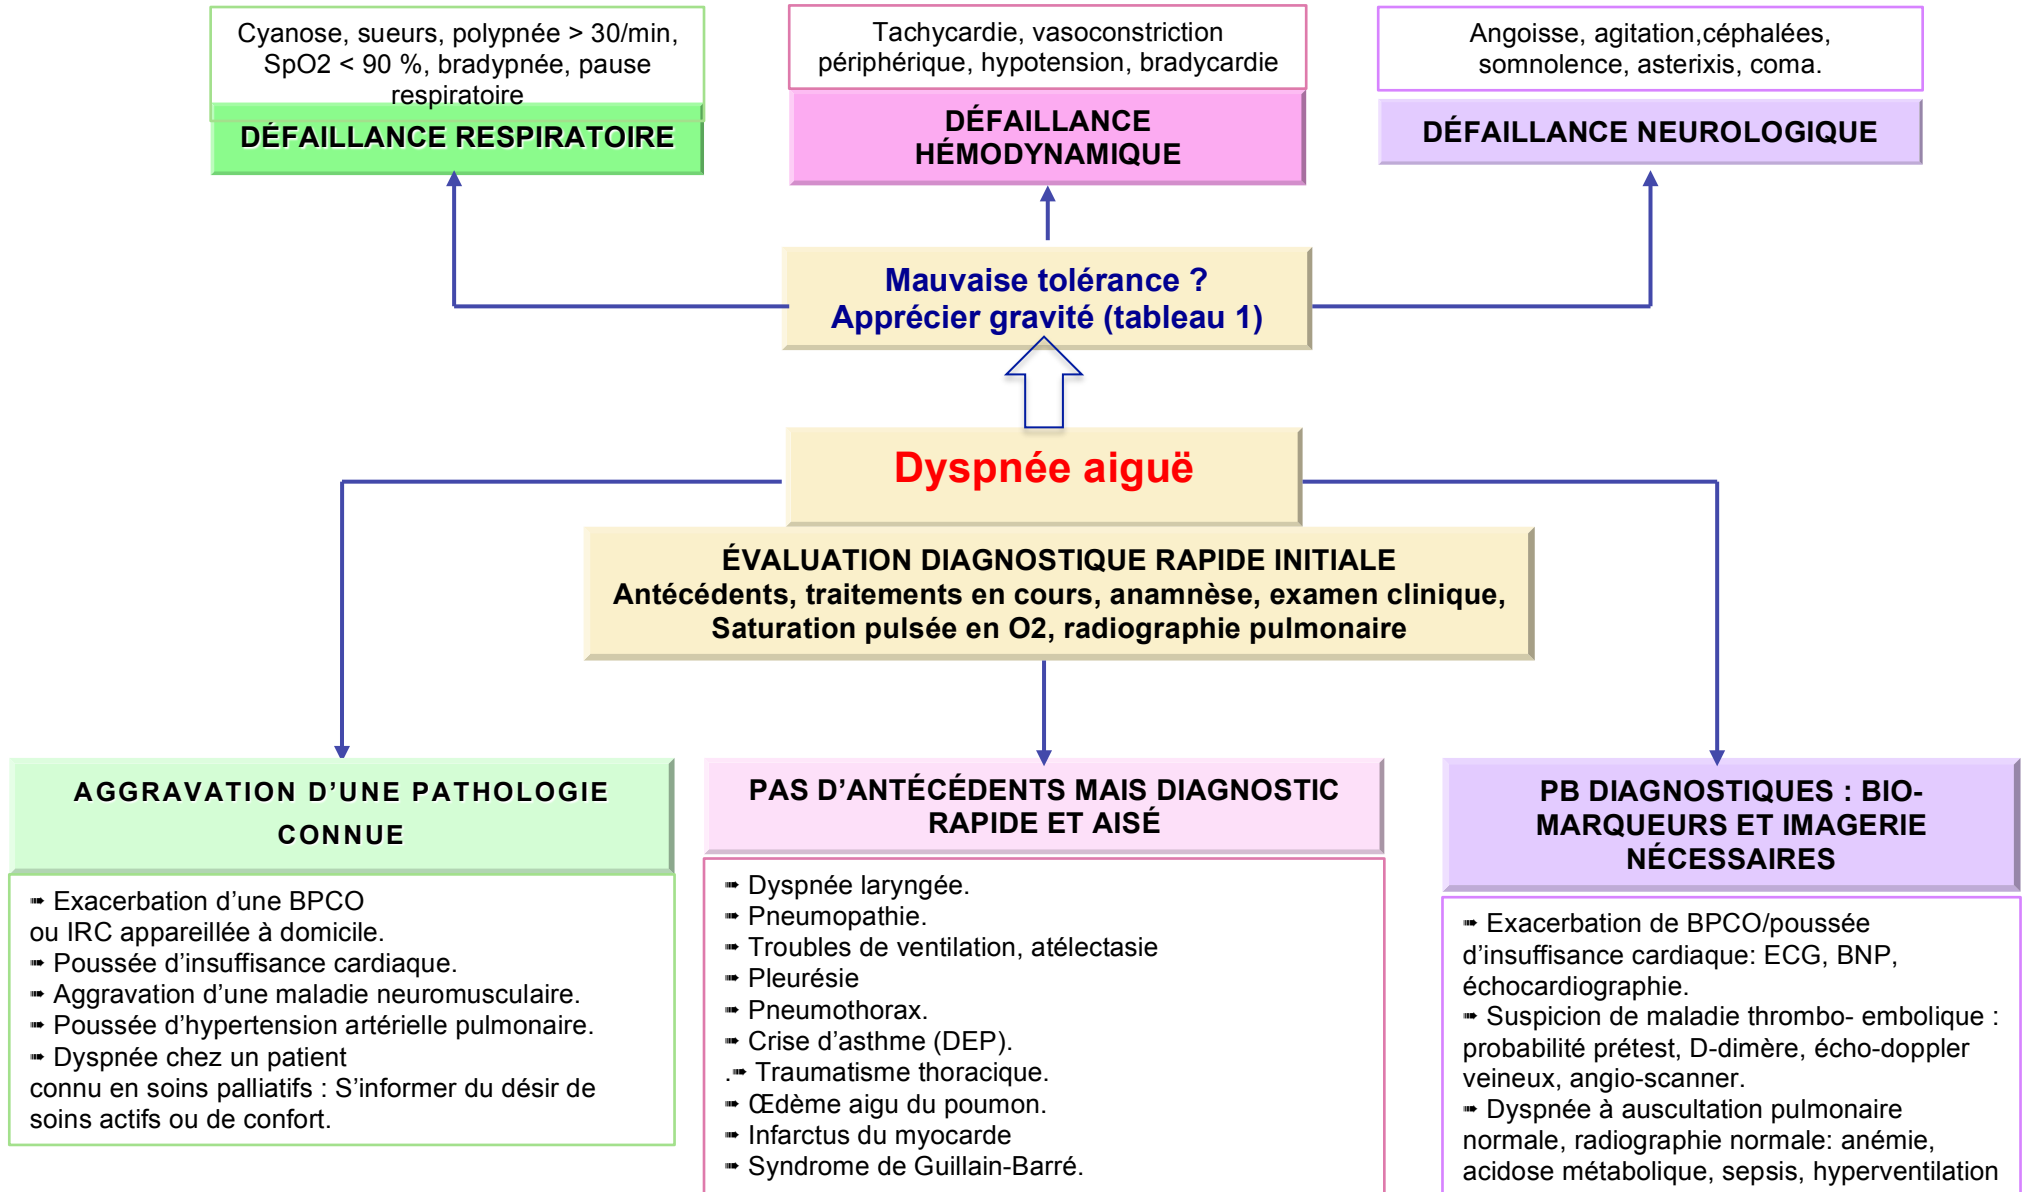 Cyanose, sueurs, polypnée > 30/min,
SpO2 < 90 %, bradypnée, pause
respiratoire
DÉFAILLANCE RESPIRATOIRE
Tachycardie, vasoconstriction
périphérique, hypotension, bradycardie
DÉFAILLANCE
HÉMODYNAMIQUE
Angoisse, agitation,céphalées,
somnolence, asterixis, coma.
DÉFAILLANCE NEUROLOGIQUE
Mauvaise tolérance ?
Apprécier gravité (tableau 1)
Dyspnée aiguë
ÉVALUATION DIAGNOSTIQUE RAPIDE INITIALE
Antécédents, traitements en cours, anamnèse, examen clinique,
Saturation pulsée en O2, radiographie pulmonaire
AGGRAVATION D’UNE PATHOLOGIE
CONNUE
➠ Exacerbation d’une BPCO
ou IRC appareillée à domicile.
➠ Poussée d’insuffisance cardiaque.
➠ Aggravation d’une maladie neuromusculaire.
➠ Poussée d’hypertension artérielle pulmonaire.
➠ Dyspnée chez un patient
connu en soins palliatifs : S’informer du désir de
soins actifs ou de confort.
PAS D’ANTÉCÉDENTS MAIS DIAGNOSTIC
RAPIDE ET AISÉ
➠ Dyspnée laryngée.
➠ Pneumopathie.
➠ Troubles de ventilation, atélectasie
➠ Pleurésie
➠ Pneumothorax.
➠ Crise d’asthme (DEP).
.➠ Traumatisme thoracique.
➠ Œdème aigu du poumon.
➠ Infarctus du myocarde
➠ Syndrome de Guillain-Barré.
PB DIAGNOSTIQUES : BIO-
MARQUEURS ET IMAGERIE
NÉCESSAIRES
➠ Exacerbation de BPCO/poussée
d’insuffisance cardiaque: ECG, BNP,
échocardiographie.
➠ Suspicion de maladie thrombo- embolique :
probabilité prétest, D-dimère, écho-doppler
veineux, angio-scanner.
➠ Dyspnée à auscultation pulmonaire
normale, radiographie normale: anémie,
acidose métabolique, sepsis, hyperventilation